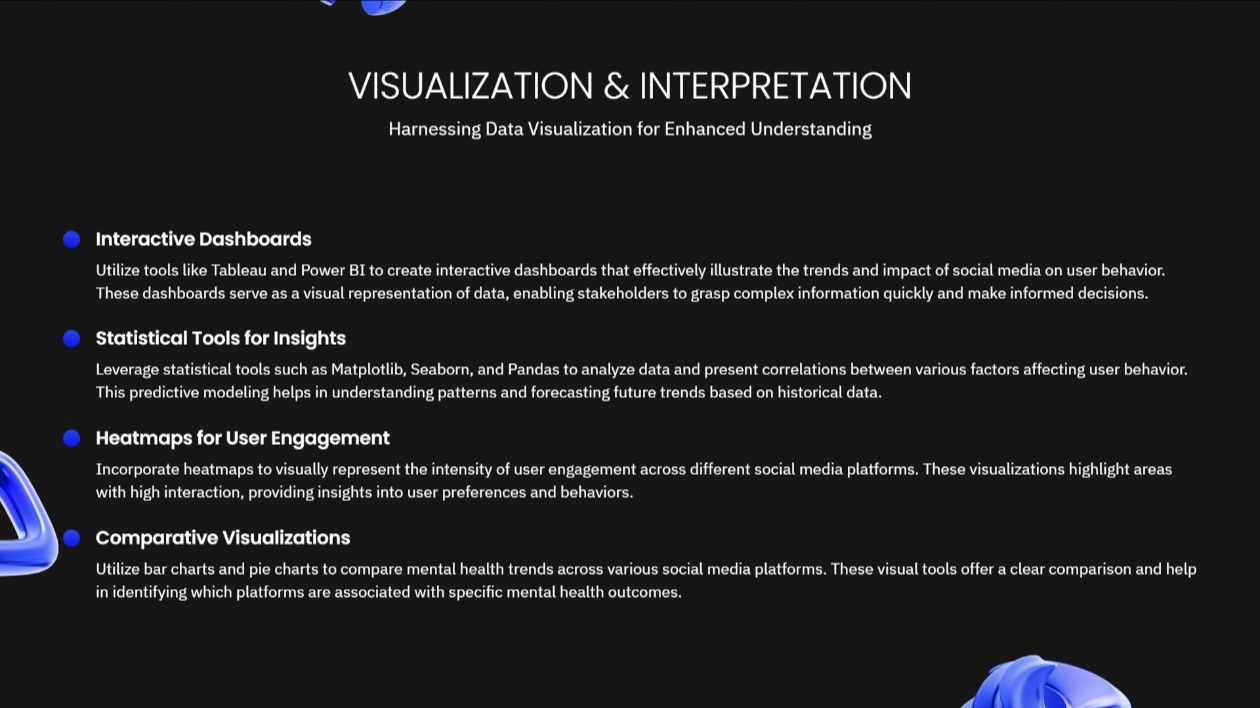 VISUALIZATION & INTERPRETATION
Harnessing Data Visualization for Enhanced Understanding
Interactive Dashboards
Utilize tools like Tableau and Power BI to create interactive dashboards that effectively illustrate the trends and impact of social media on user behavior.
These dashboards serve as a visual representation of data, enabling stakeholders to grasp complex information quickly and make informed decisions.
Statistical Tools for Insights
Leverage statistical tools such as Matplotlib, Seaborn, and Pandas to analyze data and present correlations between various factors affecting user behavior.
This predictive modeling helps in understanding patterns and forecasting future trends based on historical data.
Heatmaps for User Engagement
Incorporate heatmaps to visually represent the intensity of user engagement across different social media platforms. These visualizations highlight areas
with high interaction, providing insights into user preferences and behaviors.
Comparative Visualizations
Utilize bar charts and pie charts to compare mental health trends across various social media platforms. These visual tools offer a clear comparison and help
in identifying which platforms are associated with specific mental health outcomes.